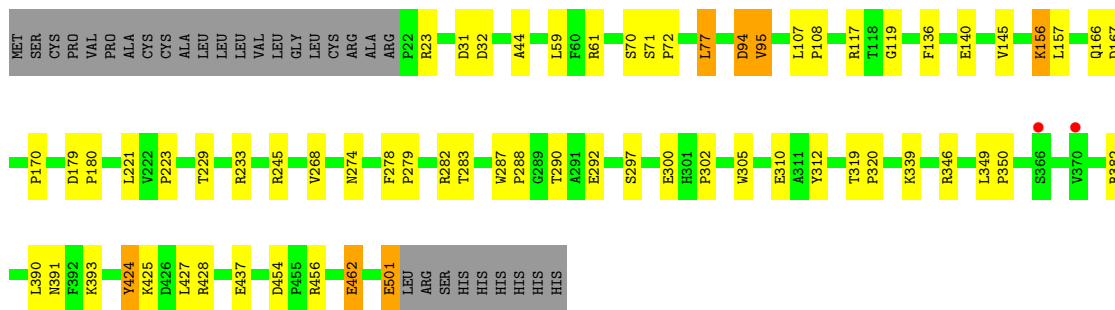 MET SER CYS PRO VAL PRO ALA CYS CYS ALA LEU LEU LEU VAL LEU GLY LEU CYS ARG ALA ARG P22 R23 D31 D32 A44 L59 F60 R61 S70 S71 P72 L77 D94 V95 L107 P108 R117 T118 G119 F136 E140 V145 K156 L157 Q166
P170 D179 P180 L221 V222 P223 T229 R233 R245 V268 N274 F278 P279 R282 T283 W287 P288 G289 T290 A291 E292 S297 E300 H301 P302 W305 E310 A311 Y312 T319 P320 K339 R346 L349 P350 S366 V370
L390 N391 F392 K393 Y424 K425 D426 L427 R428 E437 D454 P455 R456 E462 E501 LEU ARG SER HIS HIS HIS HIS HIS HIS